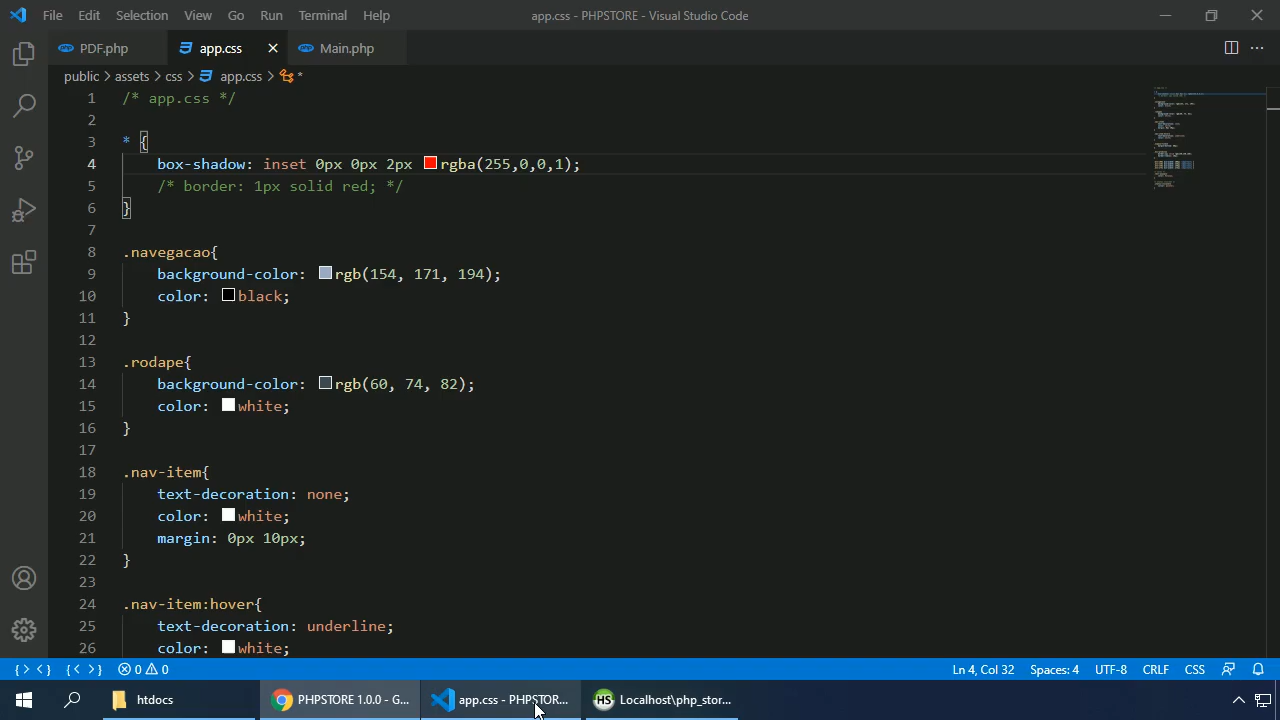 File Edit Selection View Go Run Terminal Help
app.css - PHPSTORE - Visual Studio Code
PDF.php
app.css
Main.php
public > assets > css > app.css > *
1 /* app.css */
2
3 * {
4 box-shadow: inset 0px 0px 2px rgba(255,0,0,1);
5 /* border: 1px solid red; */
6 }
7
8 .navegacao{
9 background-color: rgb(154, 171, 194);
10 color: black;
11 }
12
13 .rodape{
14 background-color: rgb(60, 74, 82);
15 color: white;
16 }
17
18 .nav-item{
19 text-decoration: none;
20 color: white;
21 margin: 0px 10px;
22 }
23
24 .nav-item:hover{
25 text-decoration: underline;
26 color: white;
{} <> {< >} 0 0 Ln 4, Col 32 Spaces: 4 UTF-8 CRLF CSS
htdocs
PHPSTORE 1.0.0 - G...
app.css - PHPSTOR...
HS Localhost\php_stor...